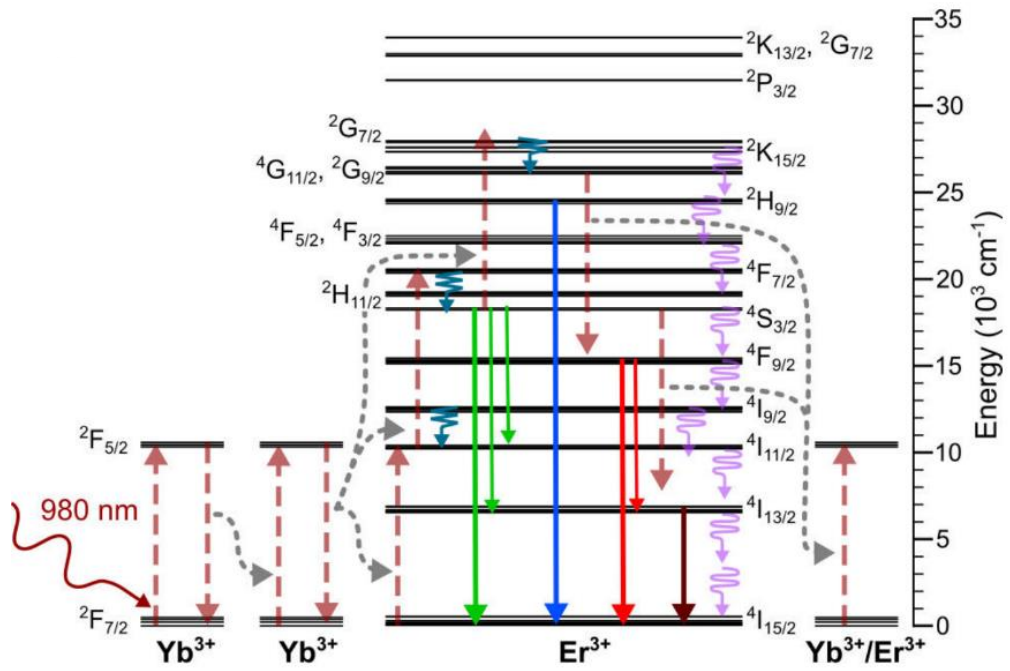 35
²K₁₃/₂, ²G₇/₂
²P₃/₂
30
²G₇/₂
²K₁₅/₂
⁴G₁₁/₂, ²G₉/₂
²H₉/₂
25
⁴F₅/₂, ⁴F₃/₂
⁴F₇/₂
20
²H₁₁/₂
⁴S₃/₂
⁴F₉/₂
15
⁴I₉/₂
²F₅/₂
⁴I₁₁/₂
10
980 nm
⁴I₁₃/₂
5
²F₇/₂
⁴I₁₅/₂
0
Yb³⁺
Yb³⁺
Er³⁺
Yb³⁺/Er³⁺
Energy (10³ cm⁻¹)